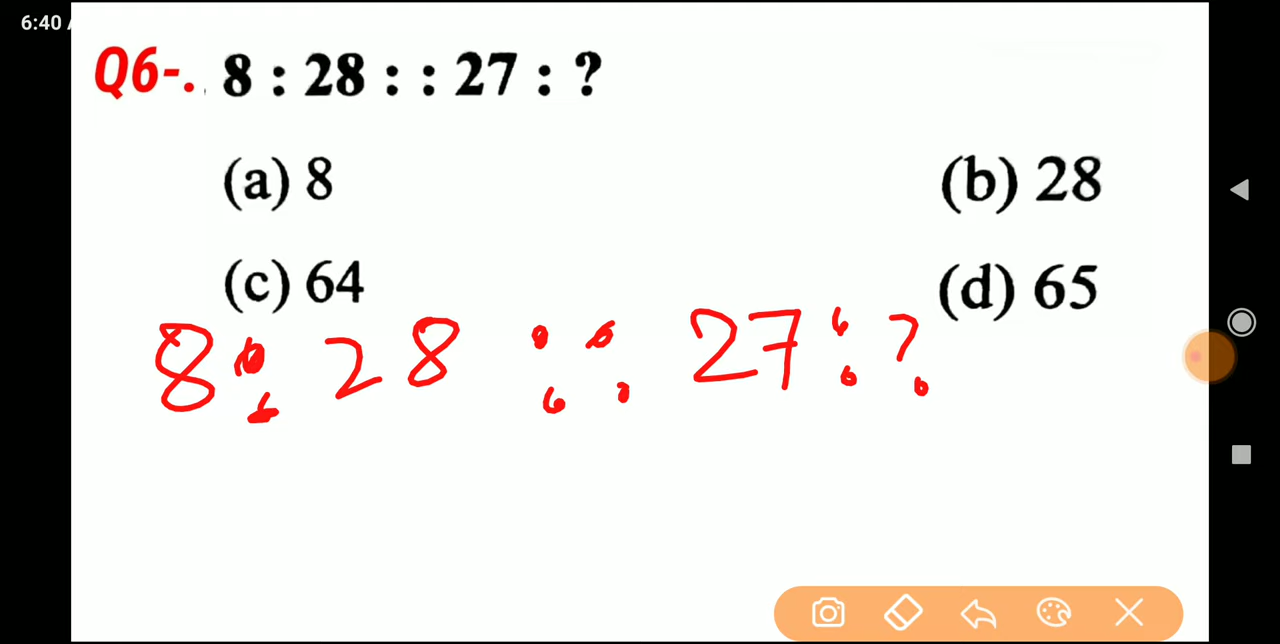 6:40
Q6-. 8 : 28 : : 27 : ?
(a) 8 (b) 28
(c) 64 (d) 65
8 : 28 : : 27 : ?